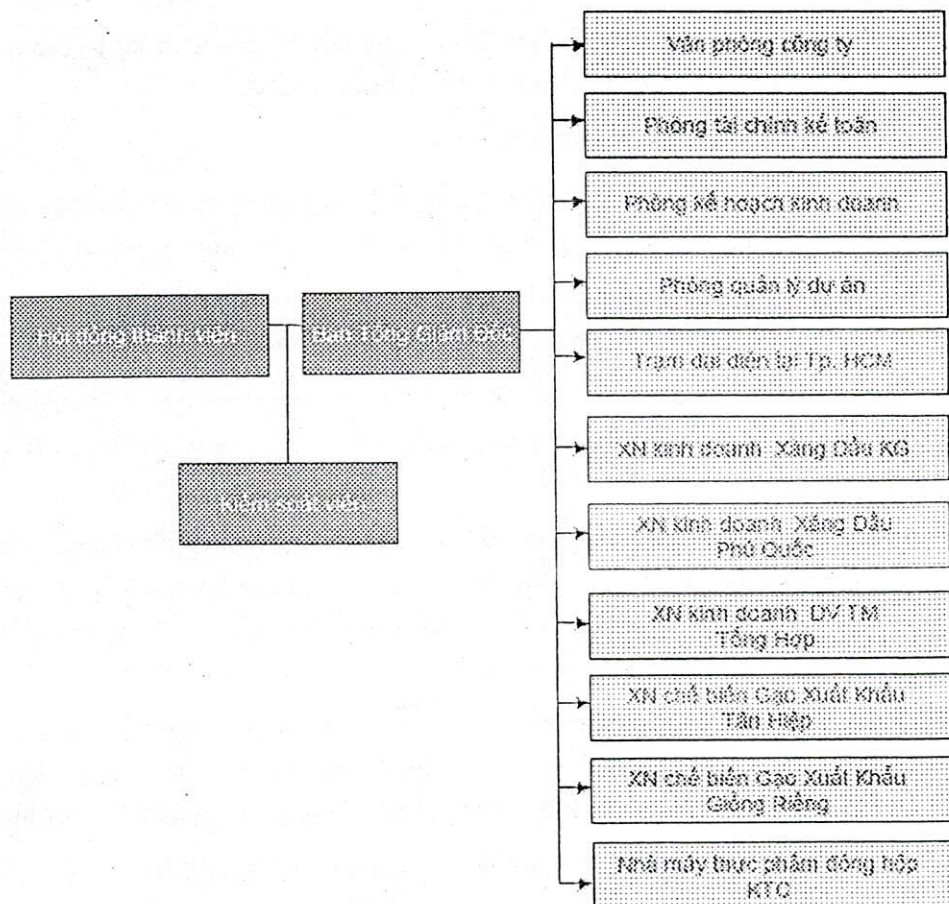 Văn phòng công ty
Phòng tài chính kế toán
Phòng kế hoạch kinh doanh
Phòng quản lý dự án
Hội đồng thành viên
Ban Tổng Giám Đốc
Trạm đại diện tại Tp. HCM
XN kinh doanh Xăng Dầu KG
Kiểm soát viên
XN kinh doanh Xăng Dầu
Phú Quốc
XN kinh doanh DV TM
Tổng Hợp
XN chế biến Gạo Xuất Khẩu
Tân Hiệp
XN chế biến Gạo Xuất Khẩu
Giồng Riềng
Nhà máy thực phẩm đóng hộp
KTC